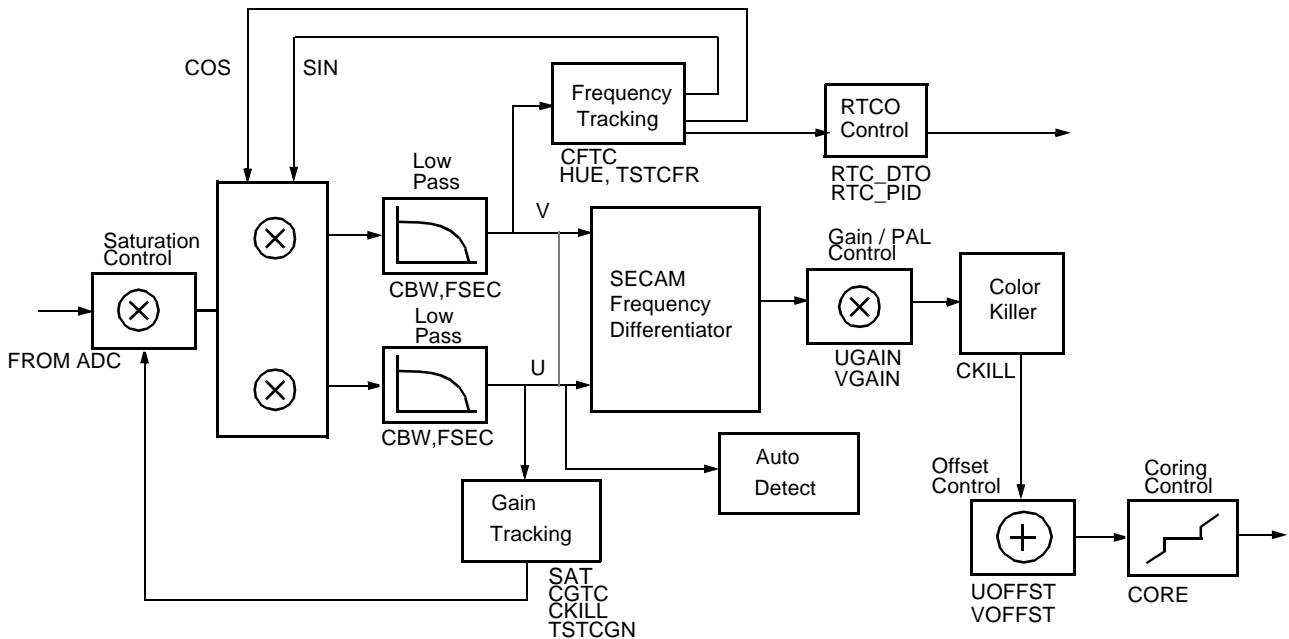 COS
SIN
Frequency
Tracking
CFTC
HUE, TSTCFR
RTCO
Control
RTC_DTO
RTC_PID
Low
Pass
CBW,FSEC
V
Saturation
Control
FROM ADC
SECAM
Frequency
Differentiator
Gain / PAL
Control
UGAIN
VGAIN
Color
Killer
CKILL
Low
Pass
CBW,FSEC
U
Auto
Detect
Gain
Tracking
SAT
CGTC
CKILL
TSTCGN
Offset
Control
UOFFST
VOFFST
Coring
Control
CORE